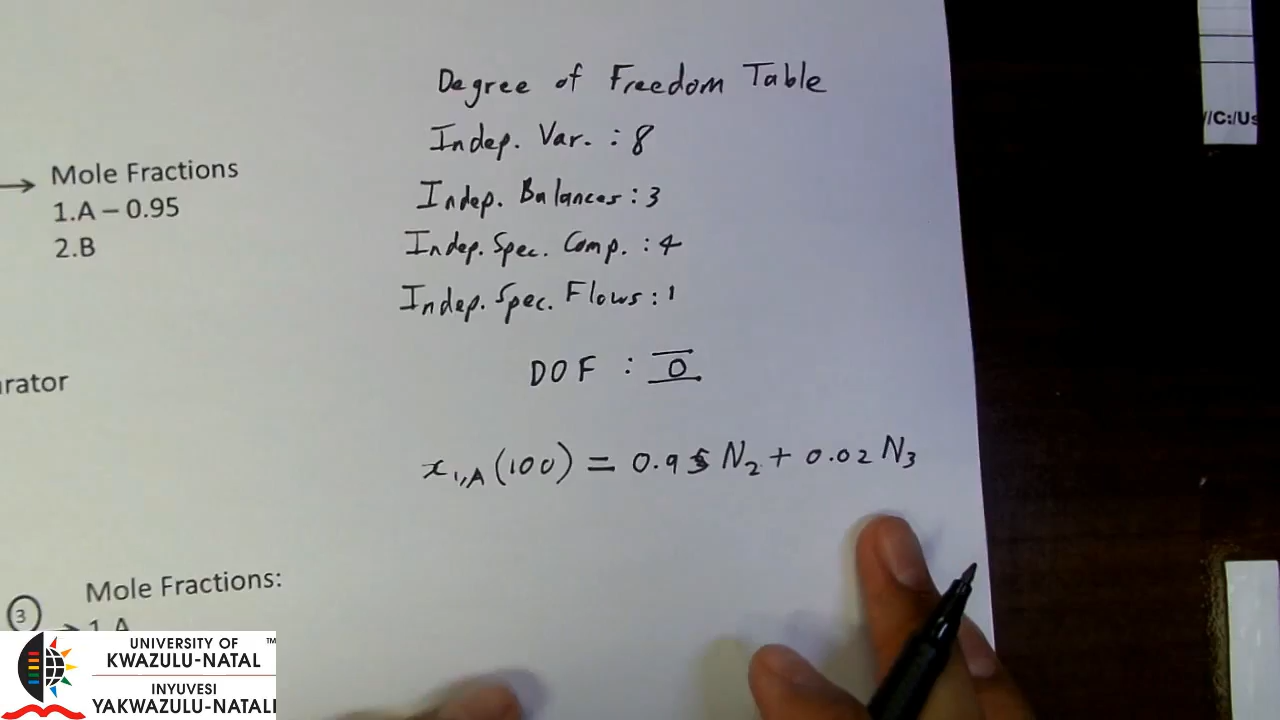 Degree of Freedom Table
Indep. Var. : 8
Indep. Balances : 3
Indep. Spec. Comp. : 4
Indep. Spec. Flows : 1
DOF : 0
x₁,A (100) = 0.95 N₂ + 0.02 N₃
Mole Fractions
1.A – 0.95
2.B
Mole Fractions:
3
1.A
//C:/Us
UNIVERSITY OF ™
KWAZULU-NATAL
INYUVESI
YAKWAZULU-NATALI